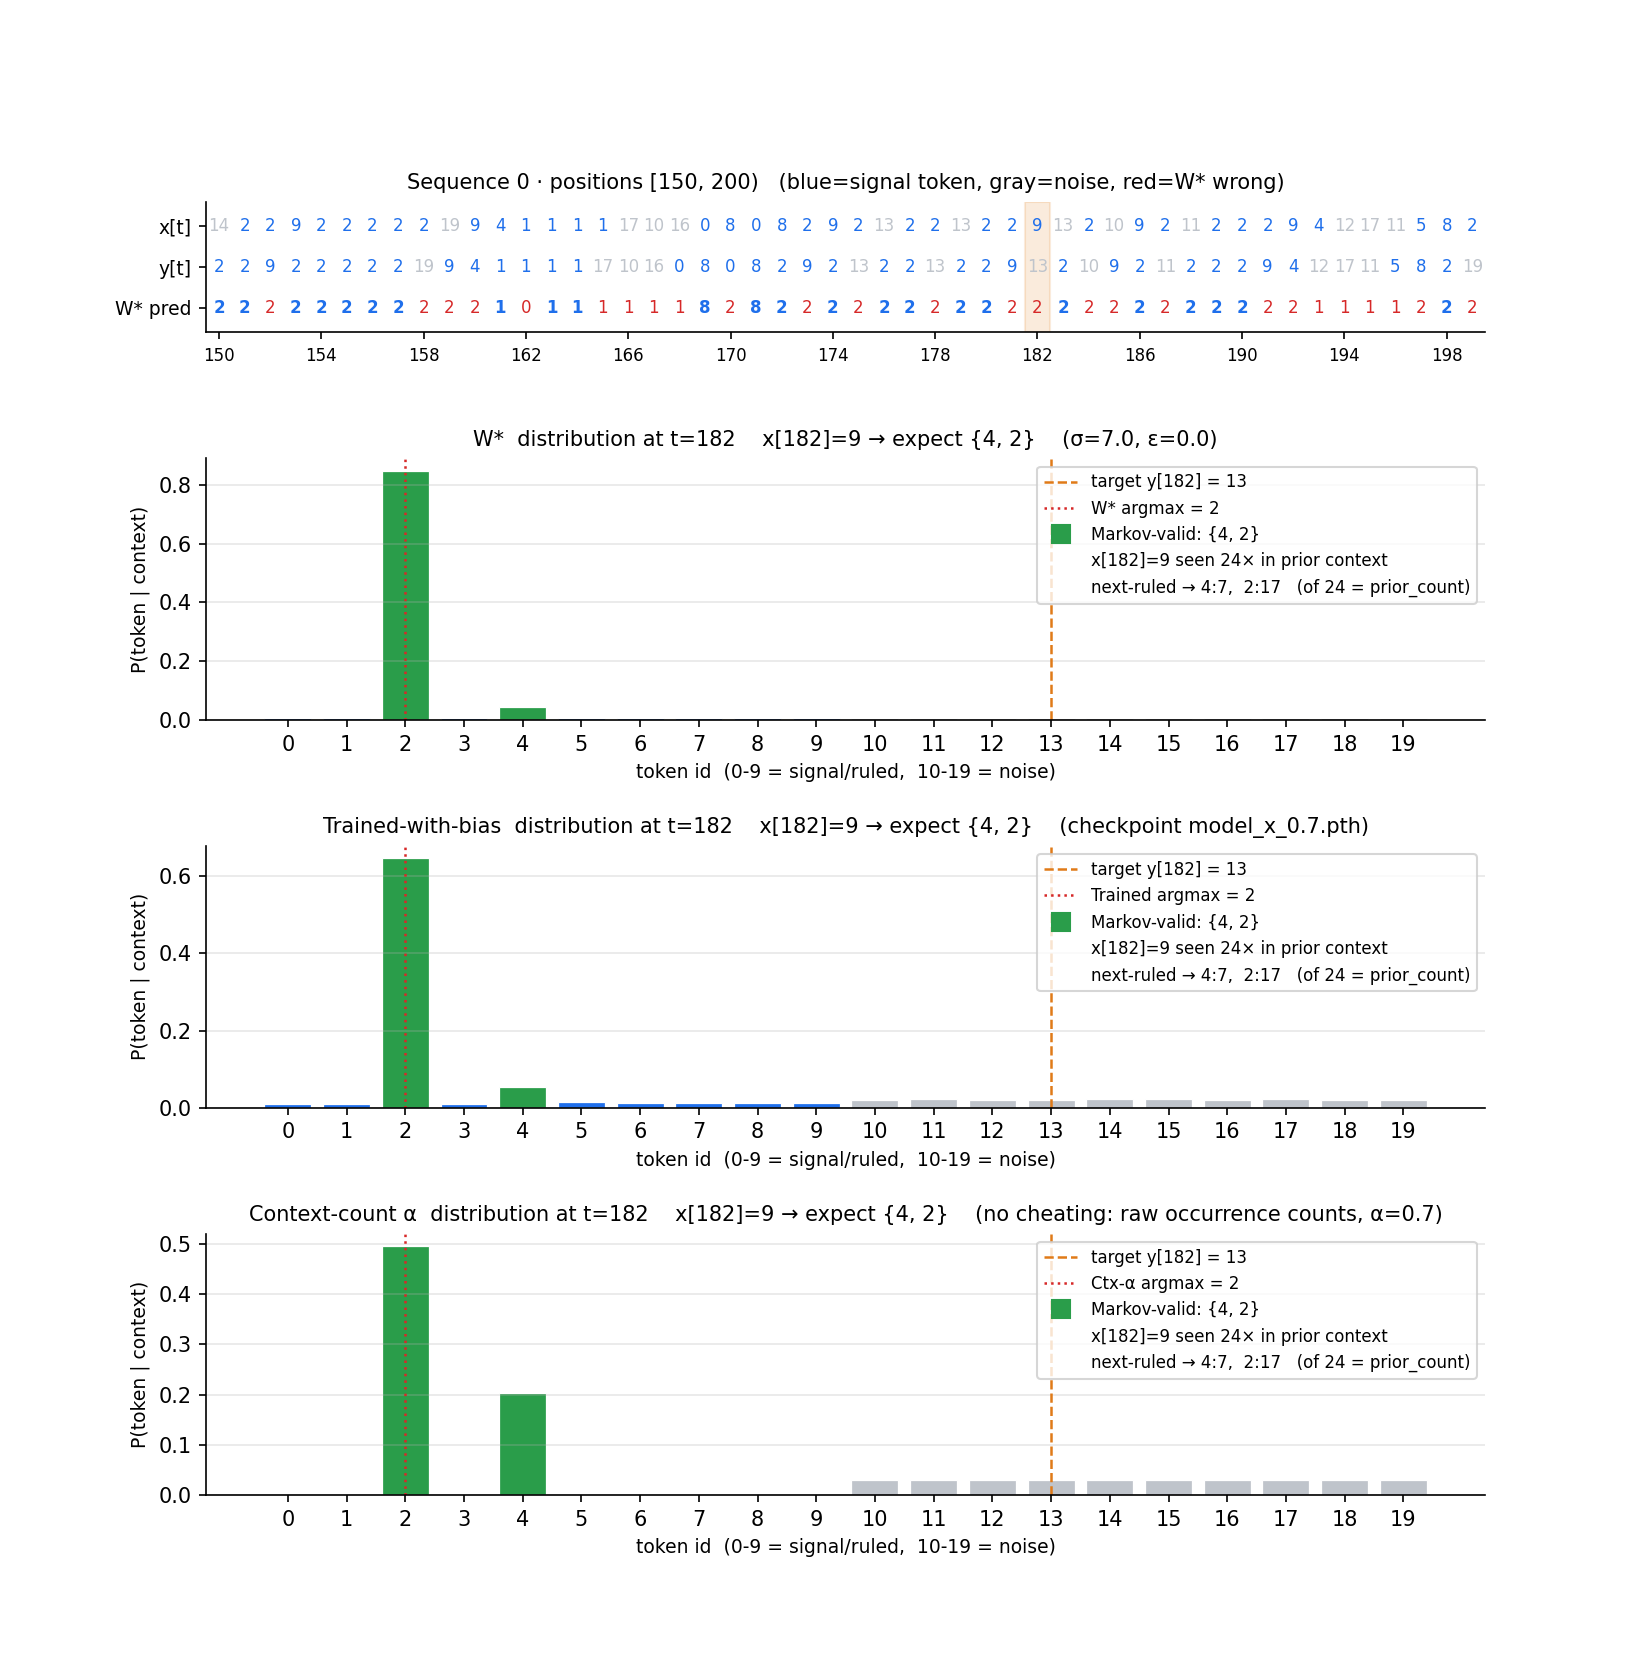 Sequence 0 · positions [150, 200)   (blue=signal token, gray=noise, red=W* wrong)
x[t] 14 2 2 9 2 2 2 2 2 19 9 4 1 1 1 1 17 10 16 0 8 0 8 2 9 2 13 2 2 13 2 2 9 13 2 10 9 2 11 2 2 2 9 4 12 17 11 5 8 2
y[t] 2 2 9 2 2 2 2 2 19 9 4 1 1 1 1 17 10 16 0 8 0 8 2 9 2 13 2 2 13 2 2 9 13 2 10 9 2 11 2 2 2 9 4 12 17 11 5 8 2 19
W* pred 2 2 2 2 2 2 2 2 2 2 2 1 0 1 1 1 1 1 1 8 2 8 2 2 2 2 2 2 2 2 2 2 2 2 2 2 2 2 2 2 2 2 2 1 1 1 1 2 2 2
150 154 158 162 166 170 174 178 182 186 190 194 198
W*  distribution at t=182    x[182]=9 → expect {4, 2}    (σ=7.0, ε=0.0)
P(token | context)
0.8
0.6
0.4
0.2
0.0
target y[182] = 13
W* argmax = 2
Markov-valid: {4, 2}
x[182]=9 seen 24× in prior context
next-ruled → 4:7,  2:17   (of 24 = prior_count)
0 1 2 3 4 5 6 7 8 9 10 11 12 13 14 15 16 17 18 19
token id  (0-9 = signal/ruled,  10-19 = noise)
Trained-with-bias  distribution at t=182    x[182]=9 → expect {4, 2}    (checkpoint model_x_0.7.pth)
P(token | context)
0.6
0.4
0.2
0.0
target y[182] = 13
Trained argmax = 2
Markov-valid: {4, 2}
x[182]=9 seen 24× in prior context
next-ruled → 4:7,  2:17   (of 24 = prior_count)
0 1 2 3 4 5 6 7 8 9 10 11 12 13 14 15 16 17 18 19
token id  (0-9 = signal/ruled,  10-19 = noise)
Context-count α  distribution at t=182    x[182]=9 → expect {4, 2}    (no cheating: raw occurrence counts, α=0.7)
P(token | context)
0.5
0.4
0.3
0.2
0.1
0.0
target y[182] = 13
Ctx-α argmax = 2
Markov-valid: {4, 2}
x[182]=9 seen 24× in prior context
next-ruled → 4:7,  2:17   (of 24 = prior_count)
0 1 2 3 4 5 6 7 8 9 10 11 12 13 14 15 16 17 18 19
token id  (0-9 = signal/ruled,  10-19 = noise)